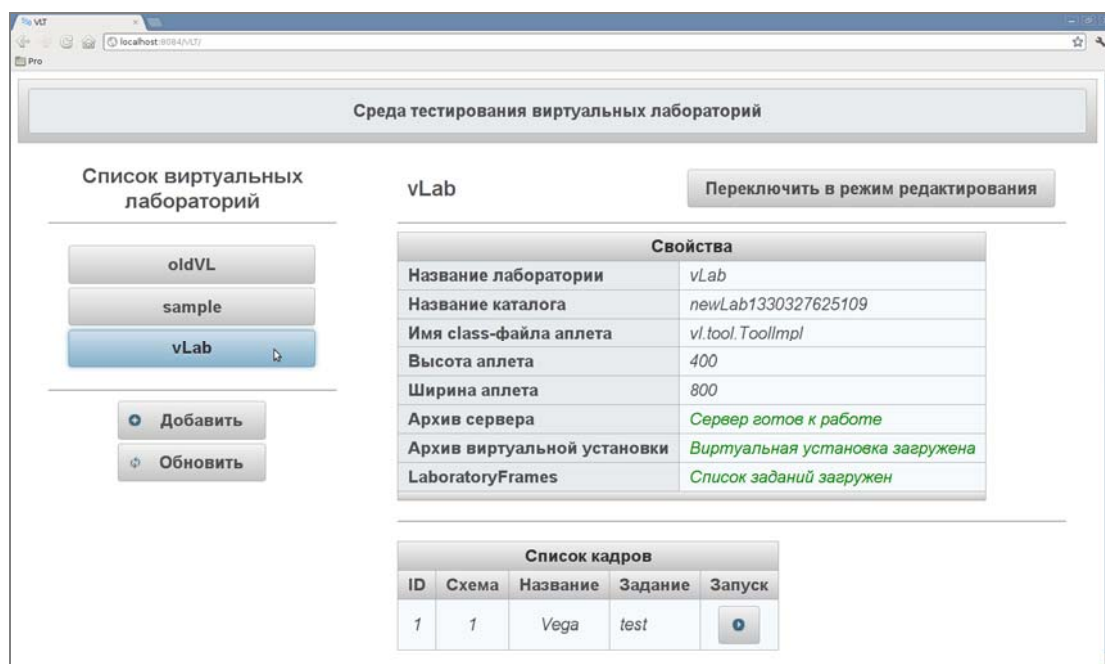 VLT
localhost:8084/VLT/
Pro
Среда тестирования виртуальных лабораторий
Список виртуальных
лабораторий
oldVL
sample
vLab
Добавить
Обновить
vLab
Переключить в режим редактирования
Свойства
Название лаборатории vLab
Название каталога newLab1330327625109
Имя class-файла аплета vl.tool.ToolImpl
Высота аплета 400
Ширина аплета 800
Архив сервера Сервер готов к работе
Архив виртуальной установки Виртуальная установка загружена
LaboratoryFrames Список заданий загружен
Список кадров
ID Схема Название Задание Запуск
1 1 Vega test